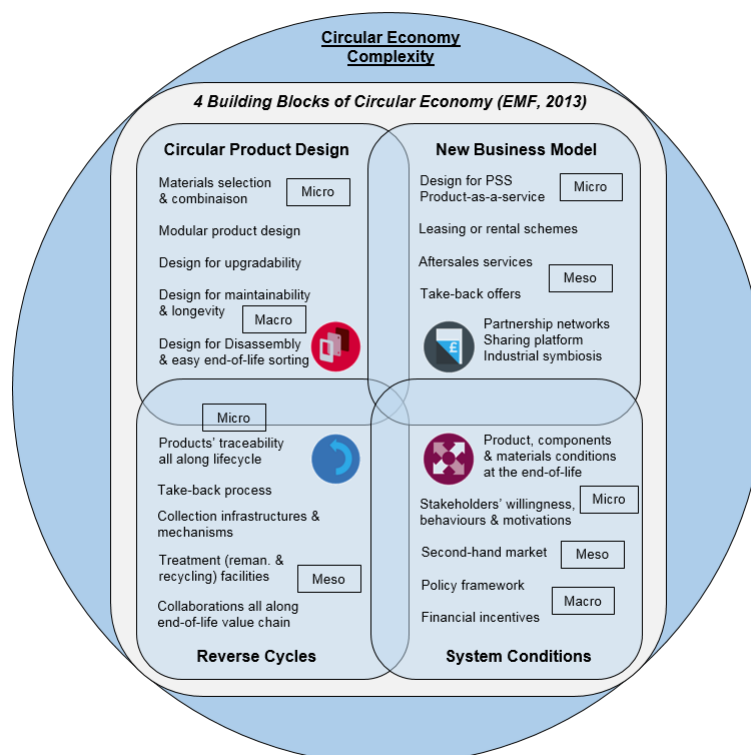 Circular Economy
Complexity
4 Building Blocks of Circular Economy (EMF, 2013)
Circular Product Design
Materials selection
& combinaison
Micro
Modular product design
Design for upgradability
Design for maintainability
& longevity
Macro
Design for Disassembly
& easy end-of-life sorting
New Business Model
Design for PSS
Product-as-a-service
Micro
Leasing or rental schemes
Aftersales services
Meso
Take-back offers
Partnership networks
Sharing platform
Industrial symbiosis
£
Micro
Products' traceability
all along lifecycle
Take-back process
Collection infrastructures &
mechanisms
Treatment (reman. &
recycling) facilities
Meso
Collaborations all along
end-of-life value chain
Reverse Cycles
Product, components
& materials conditions
at the end-of-life
Stakeholders' willingness,
behaviours & motivations
Micro
Second-hand market
Meso
Policy framework
Macro
Financial incentives
System Conditions